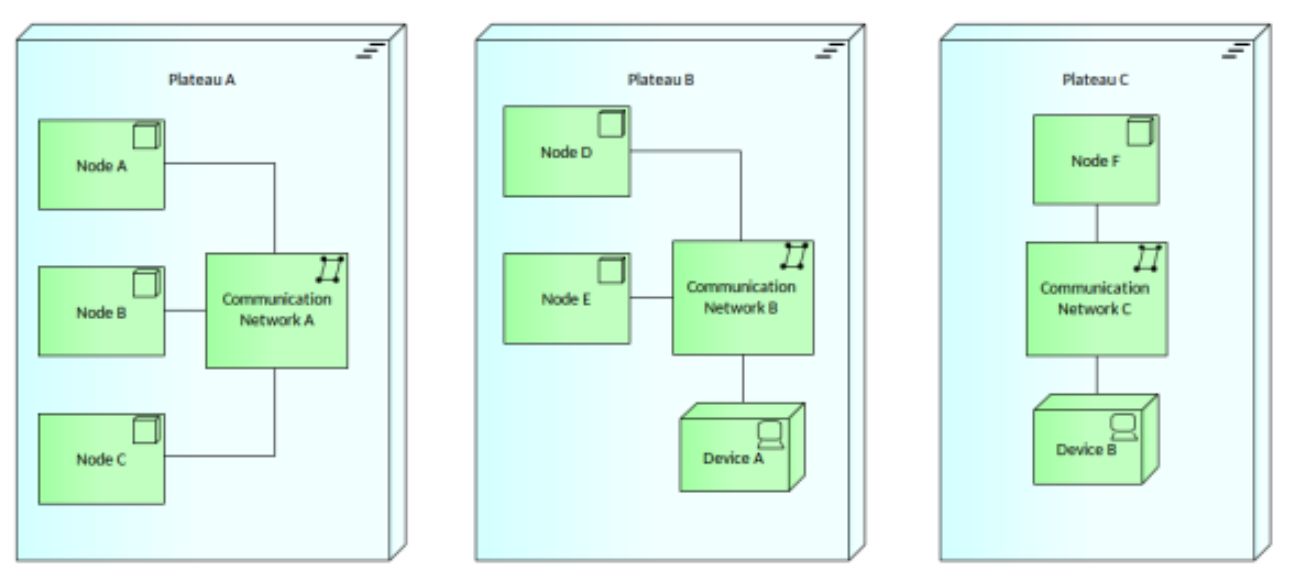 Plateau A
Node A
Node B
Communication
Network A
Node C
Plateau B
Node D
Node E
Communication
Network B
Device A
Plateau C
Node F
Communication
Network C
Device B